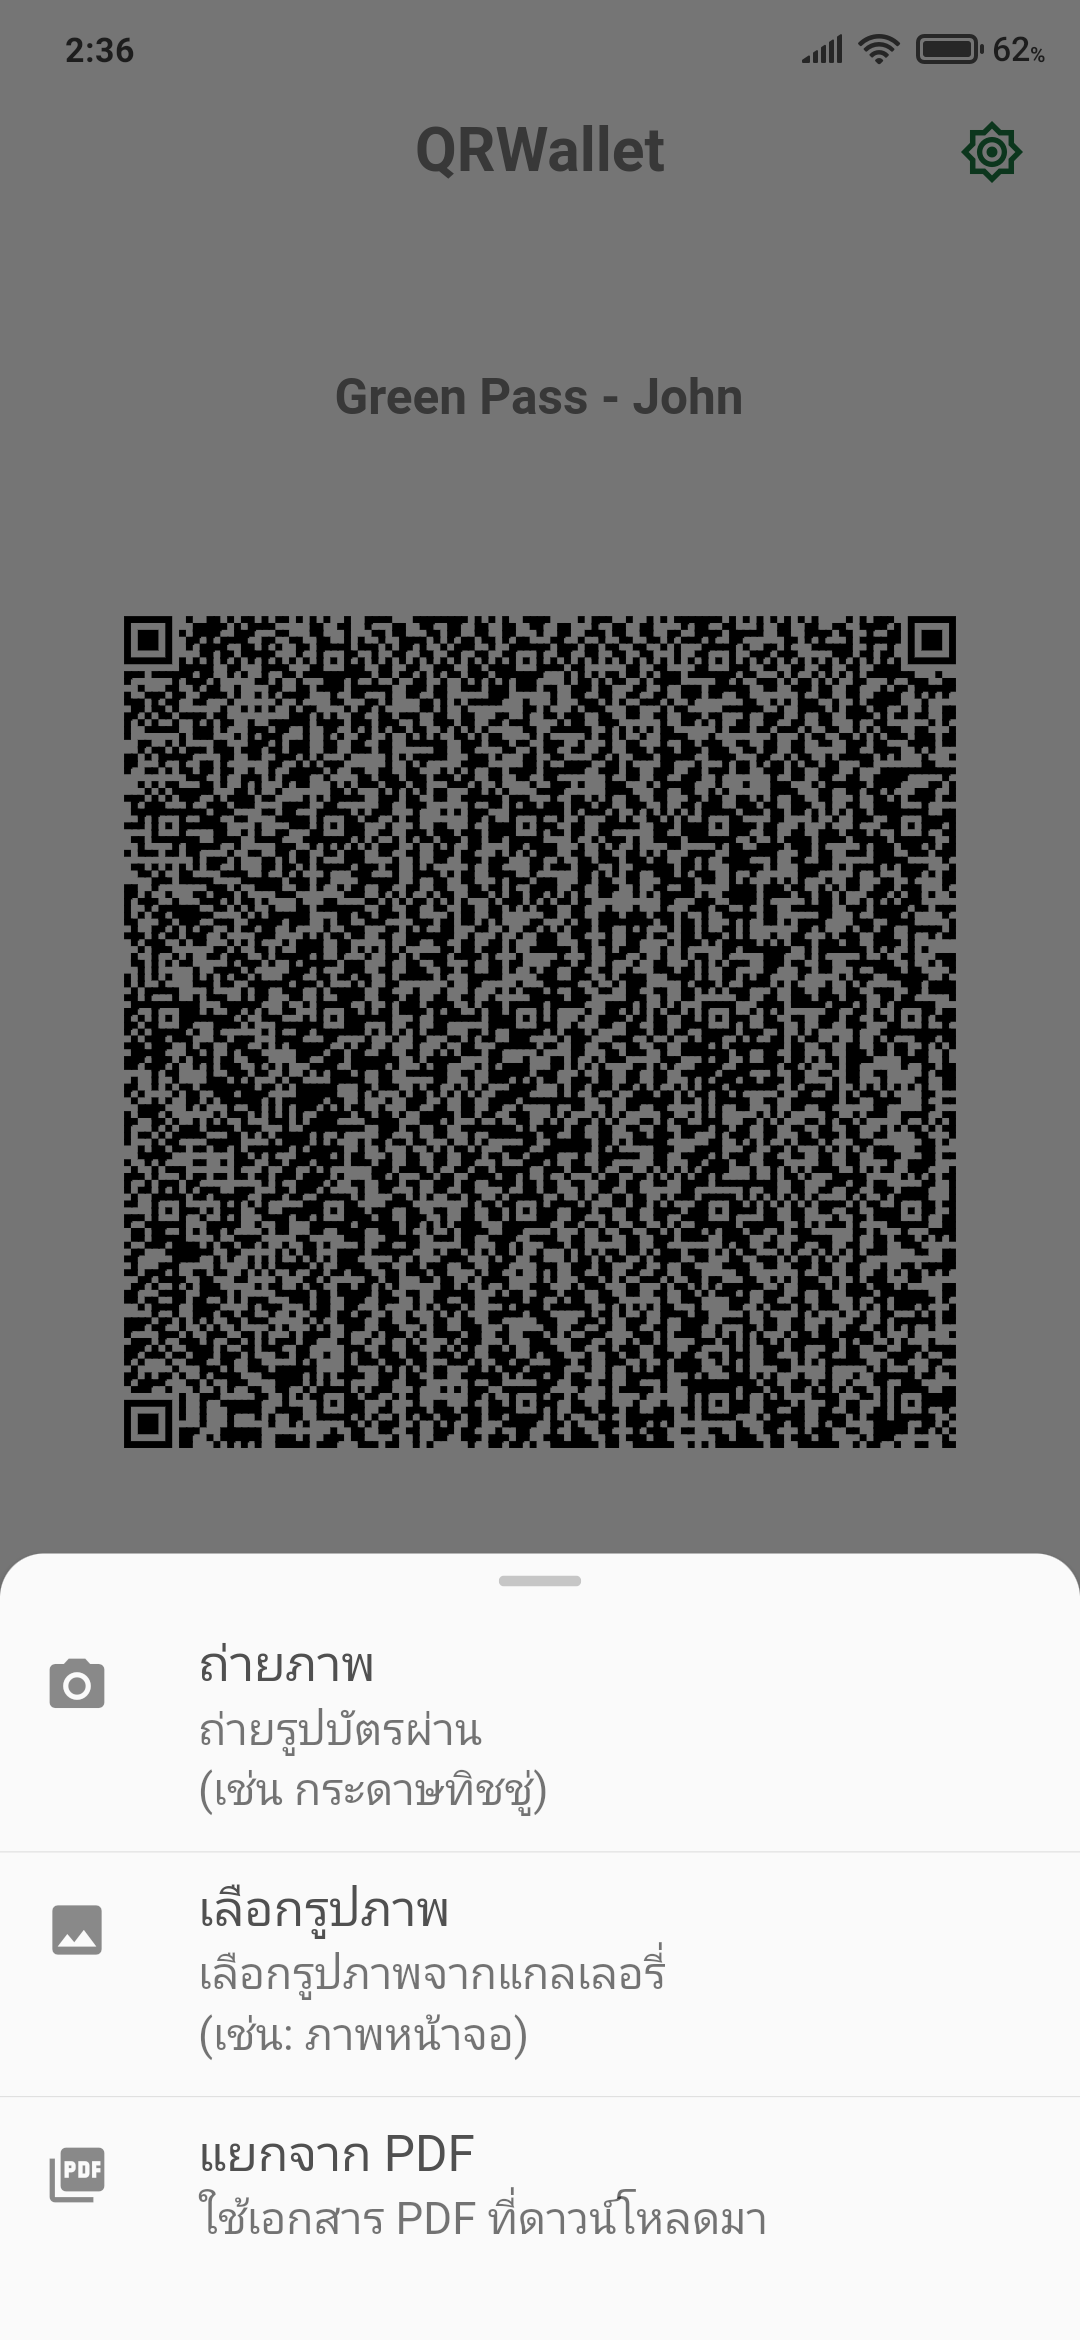 2:36
62%
QRWallet
Green Pass - John
ถ่ายภาพ
ถ่ายรูปบัตรผ่าน
(เช่น กระดาษทิชชู่)
เลือกรูปภาพ
เลือกรูปภาพจากแกลเลอรี่
(เช่น: ภาพหน้าจอ)
PDF
แยกจาก PDF
ใช้เอกสาร PDF ที่ดาวน์โหลดมา